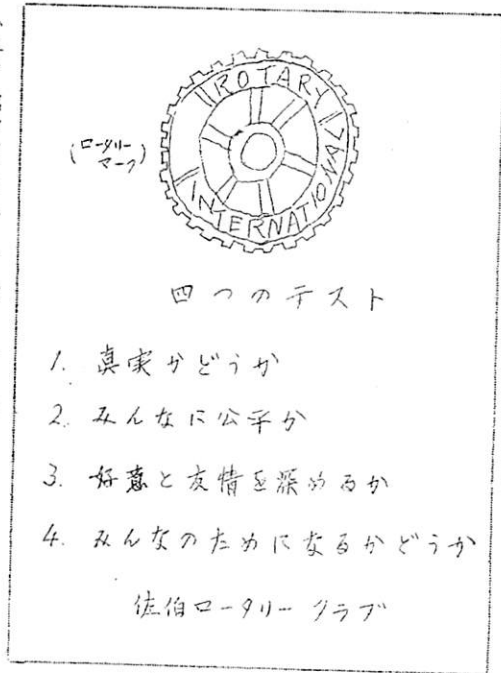 ROTARY
INTERNATIONAL
(ロータリー
マーク)
四つのテスト
1. 真実かどうか
2. みんなに公平か
3. 好意と友情を深めるか
4. みんなのためになるかどうか
佐伯ロータリークラブ